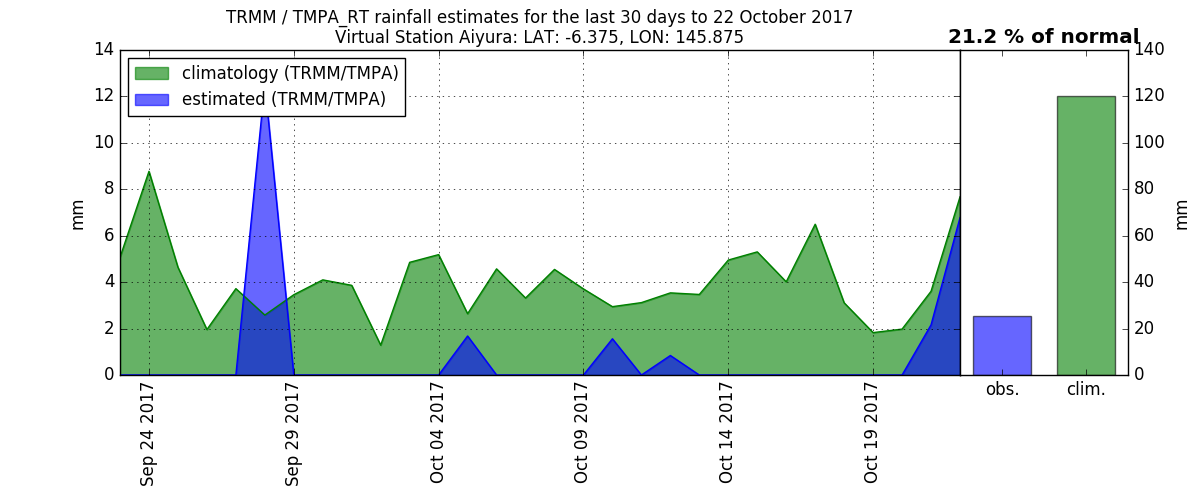 TRMM / TMPA_RT rainfall estimates for the last 30 days to 22 October 2017
Virtual Station Aiyura: LAT: -6.375, LON: 145.875
21.2 % of normal
climatology (TRMM/TMPA)
estimated (TRMM/TMPA)
mm
14
12
10
8
6
4
2
0
Sep 24 2017
Sep 29 2017
Oct 04 2017
Oct 09 2017
Oct 14 2017
Oct 19 2017
140
120
100
80
60
40
20
0
mm
obs.
clim.